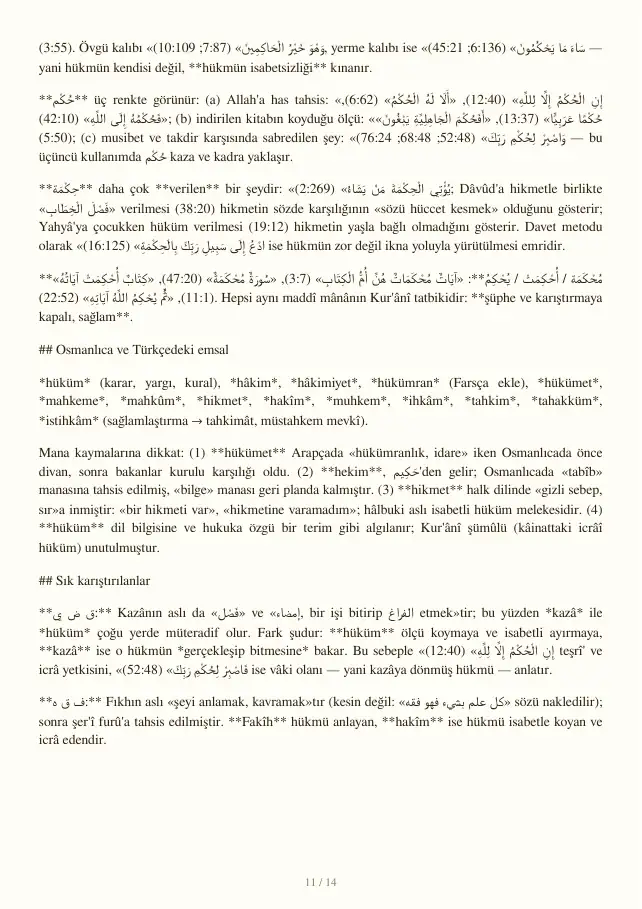 (3:55). Övgü kalıbı «وَهُوَ خَيْرُ الْحَاكِمِينَ» (7:87; 10:109), yerme kalıbı ise «سَاءَ مَا يَحْكُمُونَ» (6:136; 45:21) —
yani hükmün kendisi değil, **hükmün isabetsizliği** kınanır.
**حُكْم** üç renkte görünür: (a) Allah'a has tahsis: «إِنِ الْحُكْمُ إِلَّا لِلَّهِ» (12:40), «أَلَا لَهُ الْحُكْمُ» (6:62),
«فَحُكْمُهُ إِلَى اللَّهِ» (42:10); (b) indirilen kitabın koyduğu ölçü: «حُكْمًا عَرَبِيًّا» (13:37), «أَفَحُكْمَ الْجَاهِلِيَّةِ يَبْغُونَ»
(5:50); (c) musibet ve takdir karşısında sabredilen şey: «وَاصْبِرْ لِحُكْمِ رَبِّكَ» (52:48; 68:48; 76:24) — bu
üçüncü kullanımda حُكْم kaza ve kadra yaklaşır.
**حِكْمَة** daha çok **verilen** bir şeydir: «يُؤْتِي الْحِكْمَةَ مَنْ يَشَاءُ» (2:269); Dâvûd'a hikmetle birlikte
«فَصْلَ الْخِطَابِ» verilmesi (38:20) hikmetin sözde karşılığının «sözü hüccet kesmek» olduğunu gösterir;
Yahyâ'ya çocukken hüküm verilmesi (19:12) hikmetin yaşla bağlı olmadığını gösterir. Davet metodu
olarak «ادْعُ إِلَى سَبِيلِ رَبِّكَ بِالْحِكْمَةِ» (16:125) ise hükmün zor değil ikna yoluyla yürütülmesi emridir.
**مُحْكَمَة / أُحْكِمَتْ / يُحْكِمُ**: «آيَاتٌ مُحْكَمَاتٌ هُنَّ أُمُّ الْكِتَابِ» (3:7), «سُورَةٌ مُحْكَمَةٌ» (47:20), «كِتَابٌ أُحْكِمَتْ آيَاتُهُ»
(11:1), «ثُمَّ يُحْكِمُ اللَّهُ آيَاتِهِ» (22:52). Hepsi aynı maddî mânânın Kur'ânî tatbikidir: **şüphe ve karıştırmaya
kapalı, sağlam**.
## Osmanlıca ve Türkçedeki emsal
*hüküm* (karar, yargı, kural), *hâkim*, *hâkimiyet*, *hükümran* (Farsça ekle), *hükümet*,
*mahkeme*, *mahkûm*, *hikmet*, *hakîm*, *muhkem*, *ihkâm*, *tahkim*, *tahakküm*,
*istihkâm* (sağlamlaştırma → tahkimât, müstahkem mevkî).
Mana kaymalarına dikkat: (1) **hükümet** Arapçada «hükümranlık, idare» iken Osmanlıcada önce
divan, sonra bakanlar kurulu karşılığı oldu. (2) **hekim**, حَكِيم'den gelir; Osmanlıcada «tabîb»
manasına tahsis edilmiş, «bilge» manası geri planda kalmıştır. (3) **hikmet** halk dilinde «gizli sebep,
sır»a inmiştir: «bir hikmeti var», «hikmetine varamadım»; hâlbuki aslı isabetli hüküm melekesidir. (4)
**hüküm** dil bilgisine ve hukuka özgü bir terim gibi algılanır; Kur'ânî şümûlü (kâinattaki icrâî
hüküm) unutulmuştur.
## Sık karıştırılanlar
**ق ض ي:** Kazânın aslı da «فَصْل» ve «إمضاء, bir işi bitirip الفراغ etmek»tir; bu yüzden *kazâ* ile
*hüküm* çoğu yerde müteradif olur. Fark şudur: **hüküm** ölçü koymaya ve isabetli ayırmaya,
**kazâ** ise o hükmün *gerçekleşip bitmesine* bakar. Bu sebeple «إِنِ الْحُكْمُ إِلَّا لِلَّهِ» (12:40) teşrî' ve
icrâ yetkisini, «فَاصْبِرْ لِحُكْمِ رَبِّكَ» (52:48) ise vâki olanı — yani kazâya dönmüş hükmü — anlatır.
**ف ق ه:** Fıkhın aslı «şeyi anlamak, kavramak»tır (kesin değil: «كل علم بشيء فهو فقه» sözü nakledilir);
sonra şer'î furû'a tahsis edilmiştir. **Fakîh** hükmü anlayan, **hakîm** ise hükmü isabetle koyan ve
icrâ edendir.
11 / 14